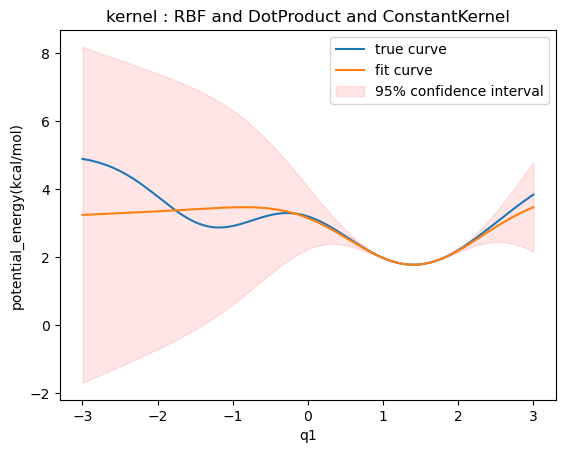 kernel : RBF and DotProduct and ConstantKernel
true curve
fit curve
95% confidence interval
potential_energy(kcal/mol)
8
6
4
2
0
−2
−3
−2
−1
0
1
2
3
q1